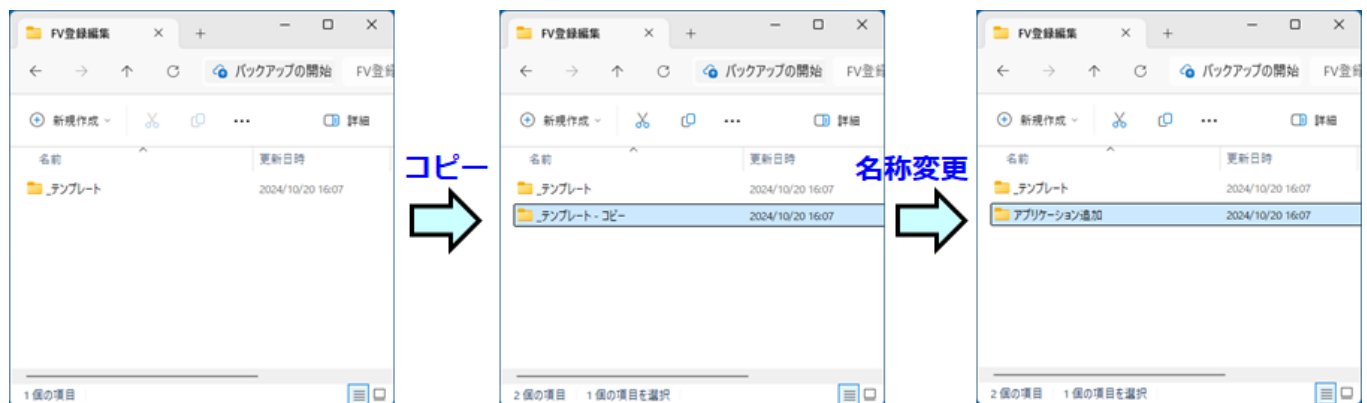 FV登録編集
バックアップの開始 FV登録
新規作成 詳細
名前 更新日時
_テンプレート 2024/10/20 16:07
1 個の項目
コピー
FV登録編集
バックアップの開始 FV登録
新規作成 詳細
名前 更新日時
_テンプレート 2024/10/20 16:07
_テンプレート - コピー 2024/10/20 16:07
2 個の項目 1 個の項目を選択
名称変更
FV登録編集
バックアップの開始 FV登録
新規作成 詳細
名前 更新日時
_テンプレート 2024/10/20 16:07
アプリケーション追加 2024/10/20 16:07
2 個の項目 1 個の項目を選択